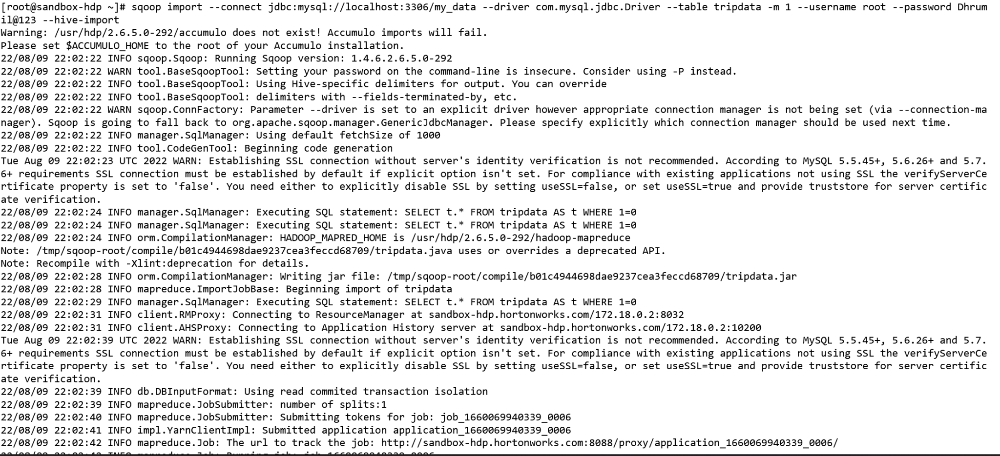 [root@sandbox-hdp ~]# sqoop import --connect jdbc:mysql://localhost:3306/my_data --driver com.mysql.jdbc.Driver --table tripdata -m 1 --username root --password Dhrum
il@123 --hive-import
Warning: /usr/hdp/2.6.5.0-292/accumulo does not exist! Accumulo imports will fail.
Please set $ACCUMULO_HOME to the root of your Accumulo installation.
22/08/09 22:02:22 INFO sqoop.Sqoop: Running Sqoop version: 1.4.6.2.6.5.0-292
22/08/09 22:02:22 WARN tool.BaseSqoopTool: Setting your password on the command-line is insecure. Consider using -P instead.
22/08/09 22:02:22 INFO tool.BaseSqoopTool: Using Hive-specific delimiters for output. You can override
22/08/09 22:02:22 INFO tool.BaseSqoopTool: delimiters with --fields-terminated-by, etc.
22/08/09 22:02:22 WARN sqoop.ConnFactory: Parameter --driver is set to an explicit driver however appropriate connection manager is not being set (via --connection-ma
nager). Sqoop is going to fall back to org.apache.sqoop.manager.GenericJdbcManager. Please specify explicitly which connection manager should be used next time.
22/08/09 22:02:22 INFO manager.SqlManager: Using default fetchSize of 1000
22/08/09 22:02:22 INFO tool.CodeGenTool: Beginning code generation
Tue Aug 09 22:02:23 UTC 2022 WARN: Establishing SSL connection without server's identity verification is not recommended. According to MySQL 5.5.45+, 5.6.26+ and 5.7.
6+ requirements SSL connection must be established by default if explicit option isn't set. For compliance with existing applications not using SSL the verifyServerCe
rtificate property is set to 'false'. You need either to explicitly disable SSL by setting useSSL=false, or set useSSL=true and provide truststore for server certific
ate verification.
22/08/09 22:02:24 INFO manager.SqlManager: Executing SQL statement: SELECT t.* FROM tripdata AS t WHERE 1=0
22/08/09 22:02:24 INFO manager.SqlManager: Executing SQL statement: SELECT t.* FROM tripdata AS t WHERE 1=0
22/08/09 22:02:24 INFO orm.CompilationManager: HADOOP_MAPRED_HOME is /usr/hdp/2.6.5.0-292/hadoop-mapreduce
Note: /tmp/sqoop-root/compile/b01c4944698dae9237cea3feccd68709/tripdata.java uses or overrides a deprecated API.
Note: Recompile with -Xlint:deprecation for details.
22/08/09 22:02:28 INFO orm.CompilationManager: Writing jar file: /tmp/sqoop-root/compile/b01c4944698dae9237cea3feccd68709/tripdata.jar
22/08/09 22:02:28 INFO mapreduce.ImportJobBase: Beginning import of tripdata
22/08/09 22:02:29 INFO manager.SqlManager: Executing SQL statement: SELECT t.* FROM tripdata AS t WHERE 1=0
22/08/09 22:02:31 INFO client.RMProxy: Connecting to ResourceManager at sandbox-hdp.hortonworks.com/172.18.0.2:8032
22/08/09 22:02:31 INFO client.AHSProxy: Connecting to Application History server at sandbox-hdp.hortonworks.com/172.18.0.2:10200
Tue Aug 09 22:02:39 UTC 2022 WARN: Establishing SSL connection without server's identity verification is not recommended. According to MySQL 5.5.45+, 5.6.26+ and 5.7.
6+ requirements SSL connection must be established by default if explicit option isn't set. For compliance with existing applications not using SSL the verifyServerCe
rtificate property is set to 'false'. You need either to explicitly disable SSL by setting useSSL=false, or set useSSL=true and provide truststore for server certific
ate verification.
22/08/09 22:02:39 INFO db.DBInputFormat: Using read commited transaction isolation
22/08/09 22:02:39 INFO mapreduce.JobSubmitter: number of splits:1
22/08/09 22:02:40 INFO mapreduce.JobSubmitter: Submitting tokens for job: job_1660069940339_0006
22/08/09 22:02:41 INFO impl.YarnClientImpl: Submitted application application_1660069940339_0006
22/08/09 22:02:42 INFO mapreduce.Job: The url to track the job: http://sandbox-hdp.hortonworks.com:8088/proxy/application_1660069940339_0006/